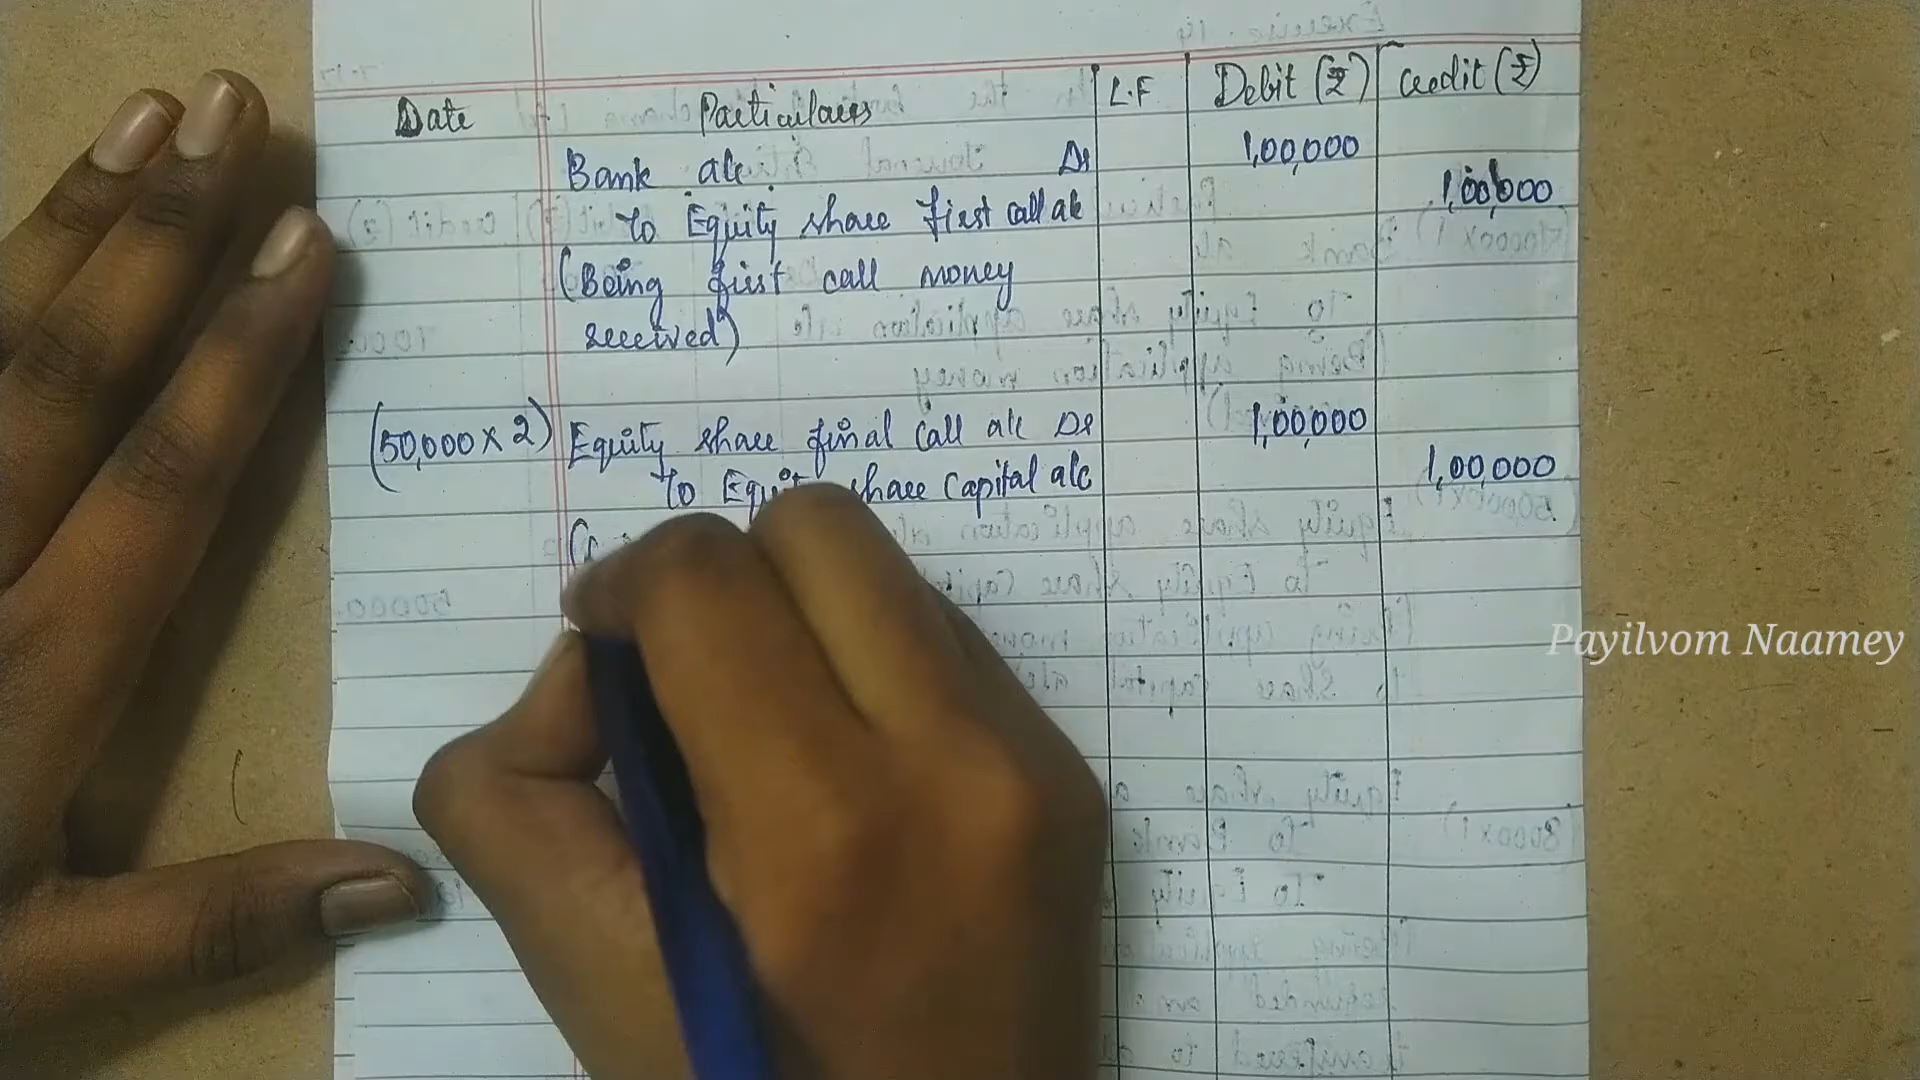 Date Particulars L.F Debit (₹) Credit (₹)
Bank a/c Dr 1,00,000
To Equity share first call a/c 1,00,000
(Being first call money
received)
(50,000 x 2) Equity share final call a/c Dr 1,00,000
To Equity share capital a/c 1,00,000
Payilvom Naamey